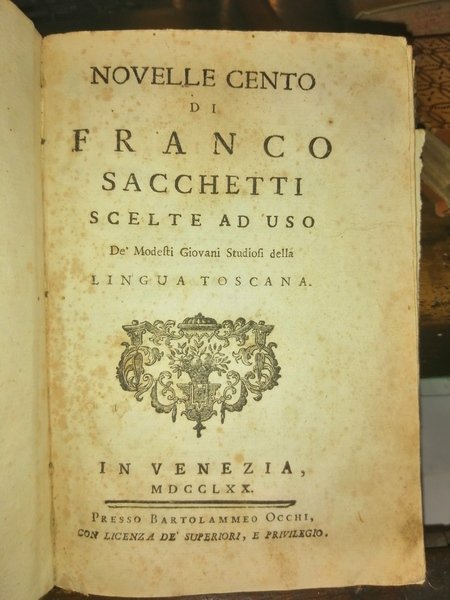 NOVELLE CENTO
DI
FRANCO
SACCHETTI
SCELTE AD USO
De' Modesti Giovani Studiosi della
LINGUA TOSCANA.
IN VENEZIA,
MDCCLXX.
PRESSO BARTOLAMMEO OCCHI,
CON LICENZA DE' SUPERIORI, E PRIVILEGIO.